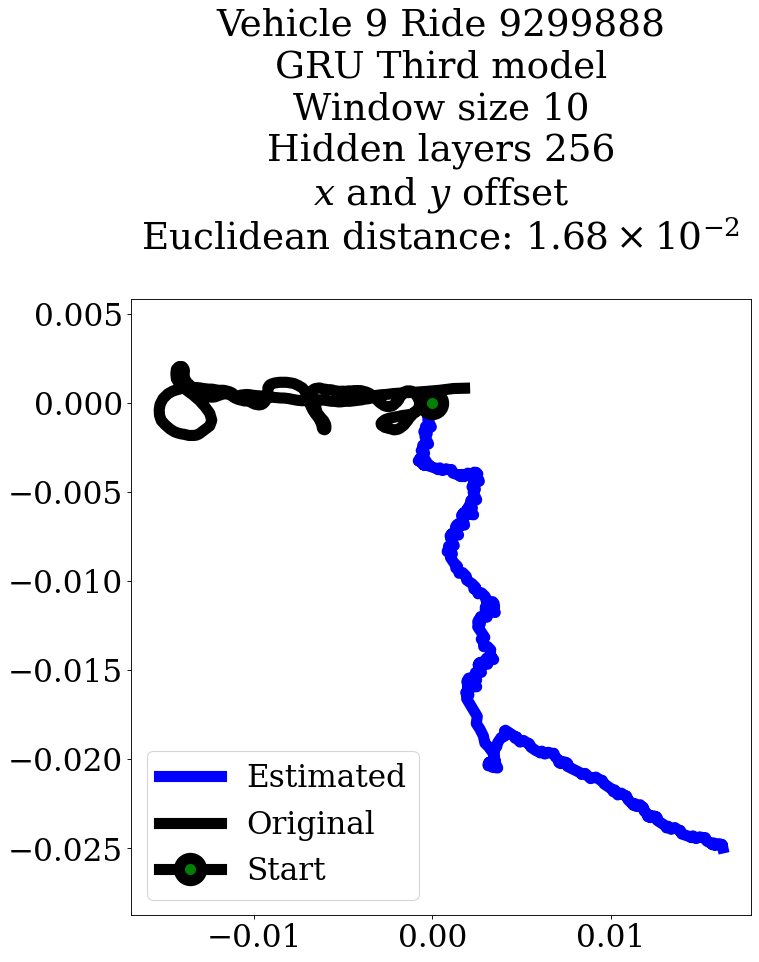 Vehicle 9 Ride 9299888
GRU Third model
Window size 10
Hidden layers 256
x and y offset
Euclidean distance: 1.68 × 10⁻²
0.005
0.000
−0.005
−0.010
−0.015
−0.020
−0.025
Estimated
Original
Start
−0.01 0.00 0.01